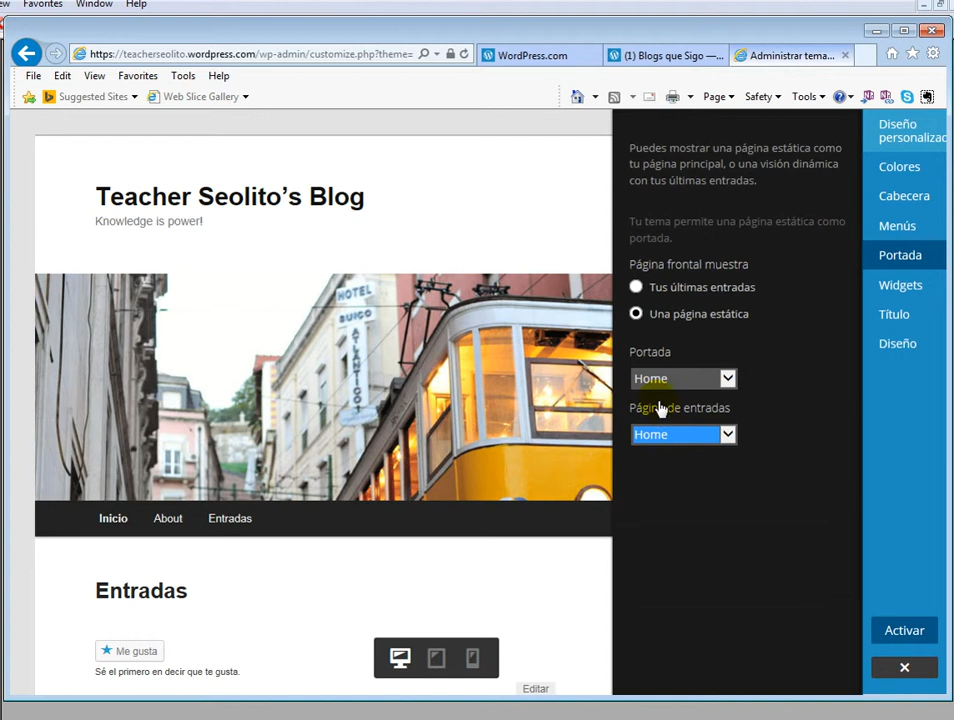 Favorites Window Help
https://teacherseolito.wordpress.com/wp-admin/customize.php?theme=
WordPress.com
(1) Blogs que Sigo —...
Administrar tema...
File Edit View Favorites Tools Help
Suggested Sites
Web Slice Gallery
Page Safety Tools
Teacher Seolito's Blog
Knowledge is power!
HOTEL
SUICO
ATLANTICO
Inicio About Entradas
Entradas
Me gusta
Sé el primero en decir que te gusta.
Editar
Puedes mostrar una página estática como
tu página principal, o una visión dinámica
con tus últimas entradas.
Tu tema permite una página estática como
portada.
Página frontal muestra
Tus últimas entradas
Una página estática
Portada
Home
Página de entradas
Home
Diseño
personalizac
Colores
Cabecera
Menús
Portada
Widgets
Título
Diseño
Activar